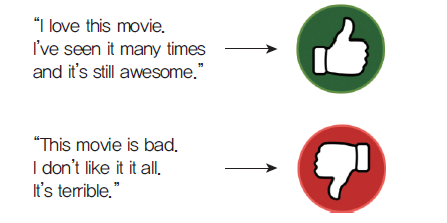 “I love this movie.
I’ve seen it many times
and it’s still awesome.”
“This movie is bad.
I don’t like it it all.
It’s terrible.”